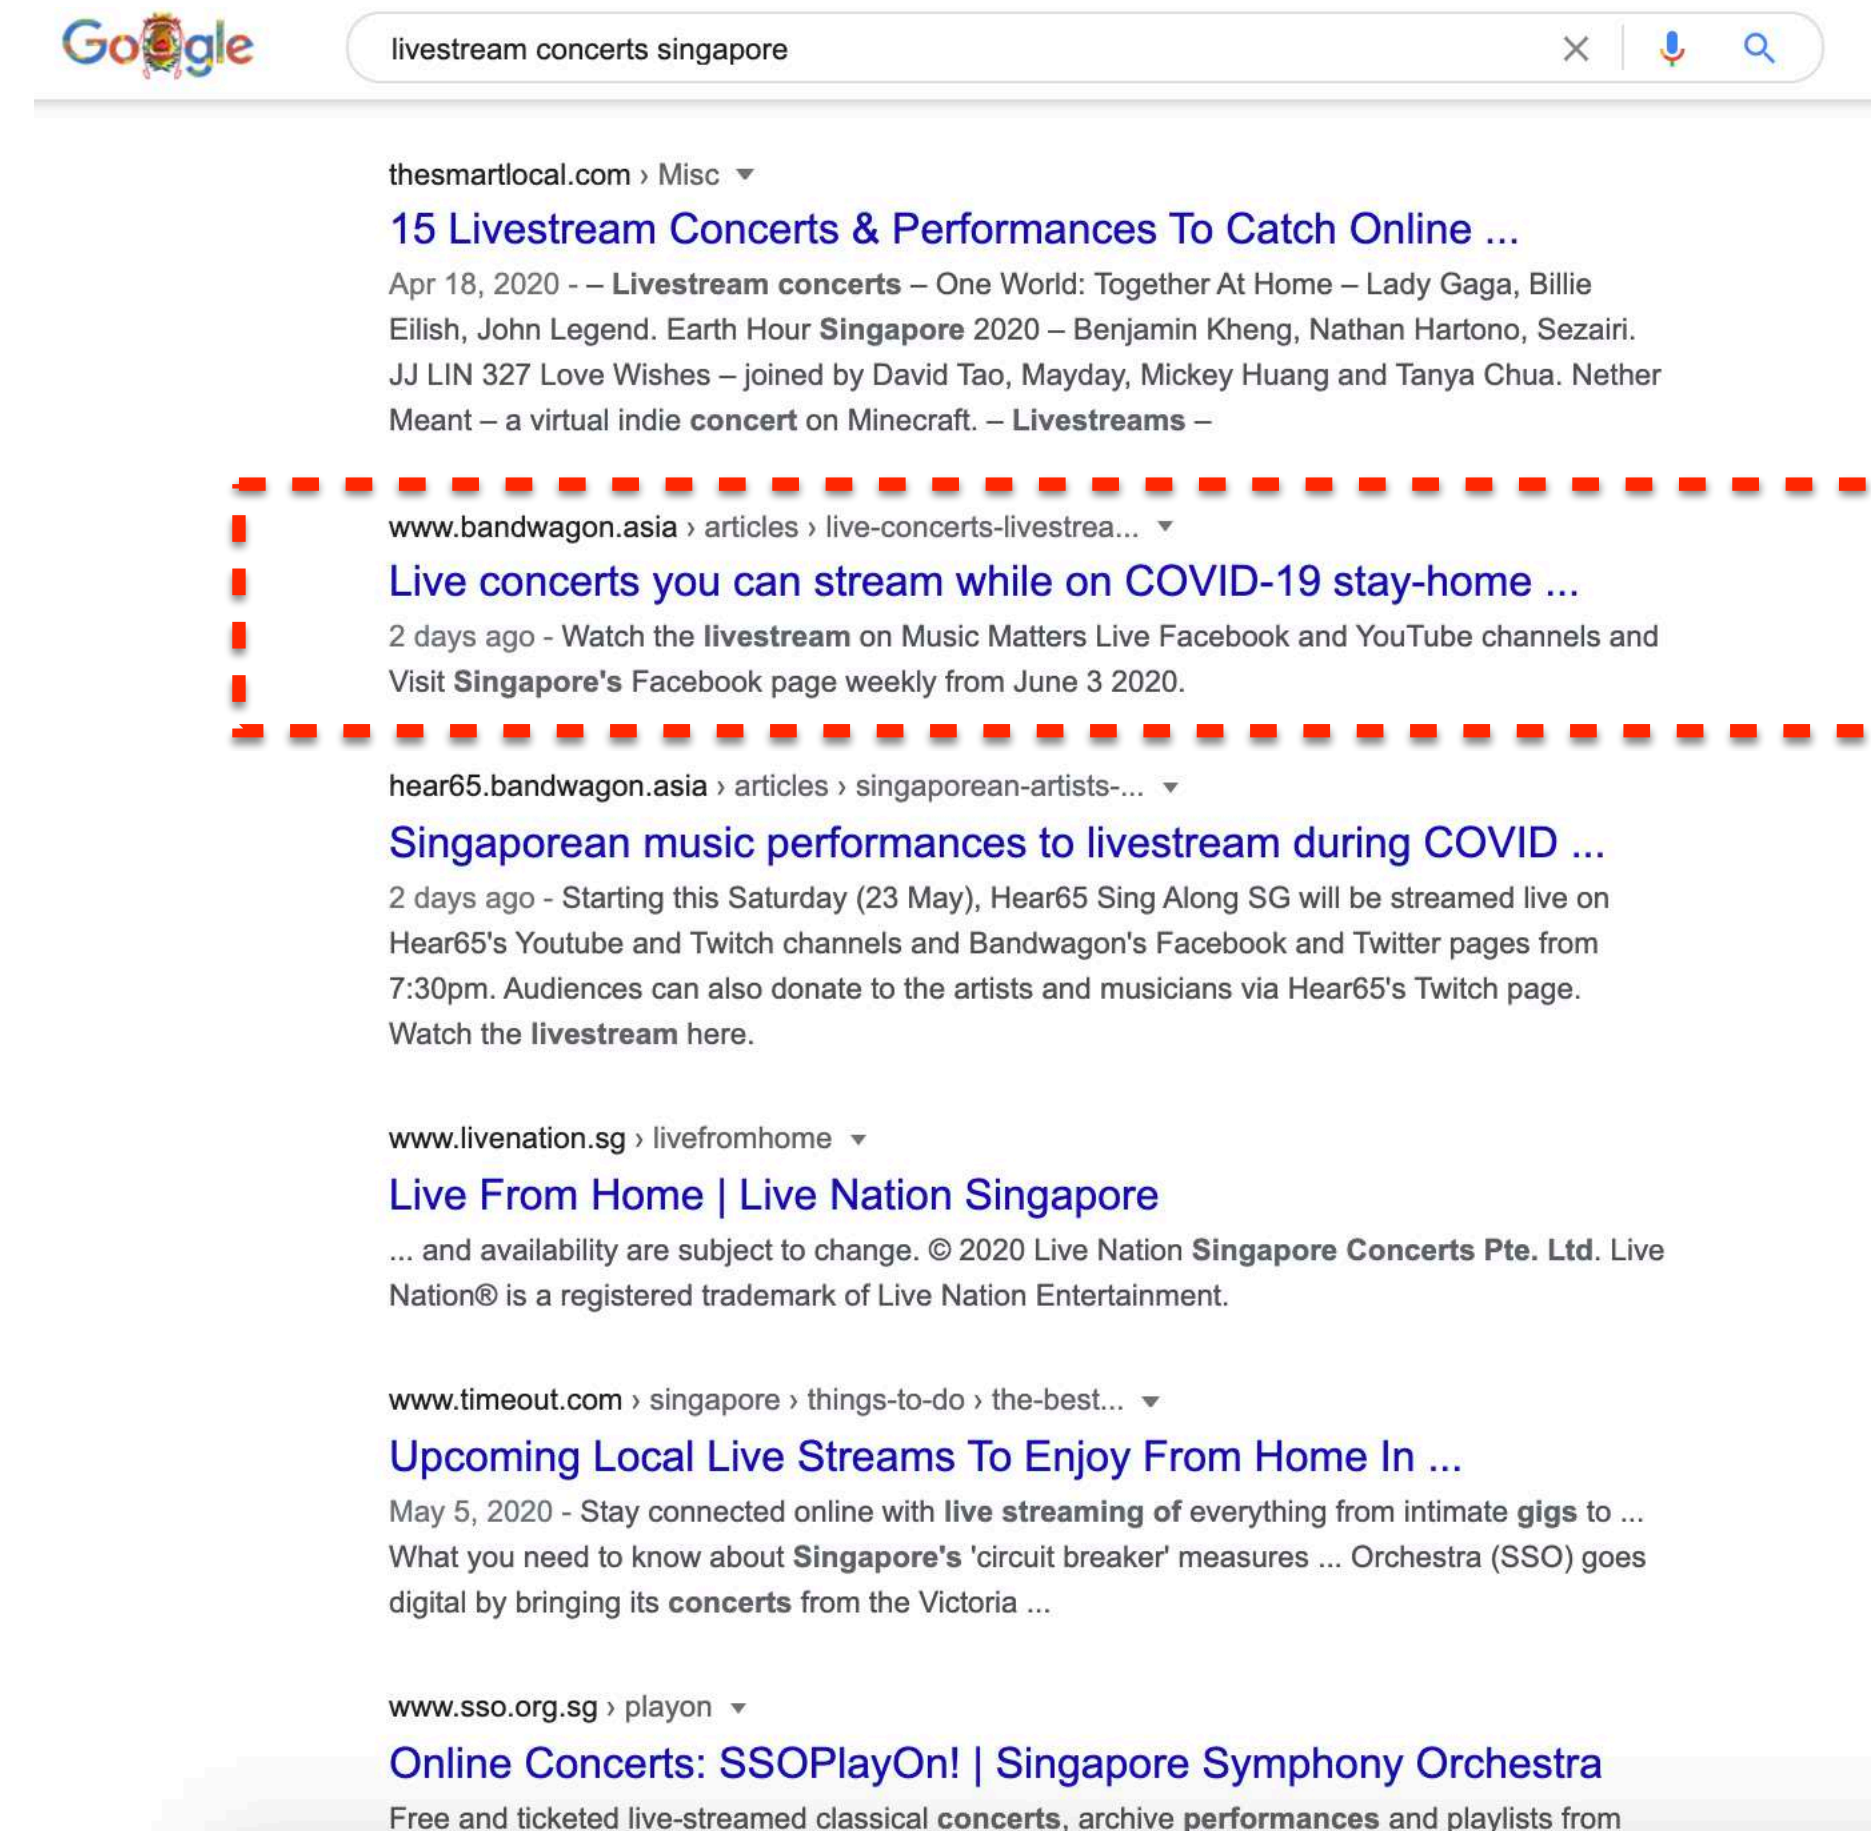 Google
livestream concerts singapore
thesmartlocal.com › Misc
15 Livestream Concerts & Performances To Catch Online ...
Apr 18, 2020 - – Livestream concerts – One World: Together At Home – Lady Gaga, Billie
Eilish, John Legend. Earth Hour Singapore 2020 – Benjamin Kheng, Nathan Hartono, Sezairi.
JJ LIN 327 Love Wishes – joined by David Tao, Mayday, Mickey Huang and Tanya Chua. Nether
Meant – a virtual indie concert on Minecraft. – Livestreams –
www.bandwagon.asia › articles › live-concerts-livestrea...
Live concerts you can stream while on COVID-19 stay-home ...
2 days ago - Watch the livestream on Music Matters Live Facebook and YouTube channels and
Visit Singapore's Facebook page weekly from June 3 2020.
hear65.bandwagon.asia › articles › singaporean-artists-...
Singaporean music performances to livestream during COVID ...
2 days ago - Starting this Saturday (23 May), Hear65 Sing Along SG will be streamed live on
Hear65's Youtube and Twitch channels and Bandwagon's Facebook and Twitter pages from
7:30pm. Audiences can also donate to the artists and musicians via Hear65's Twitch page.
Watch the livestream here.
www.livenation.sg › livefromhome
Live From Home | Live Nation Singapore
... and availability are subject to change. © 2020 Live Nation Singapore Concerts Pte. Ltd. Live
Nation® is a registered trademark of Live Nation Entertainment.
www.timeout.com › singapore › things-to-do › the-best...
Upcoming Local Live Streams To Enjoy From Home In ...
May 5, 2020 - Stay connected online with live streaming of everything from intimate gigs to ...
What you need to know about Singapore's 'circuit breaker' measures ... Orchestra (SSO) goes
digital by bringing its concerts from the Victoria ...
www.sso.org.sg › playon
Online Concerts: SSOPlayOn! | Singapore Symphony Orchestra
Free and ticketed live-streamed classical concerts, archive performances and playlists from